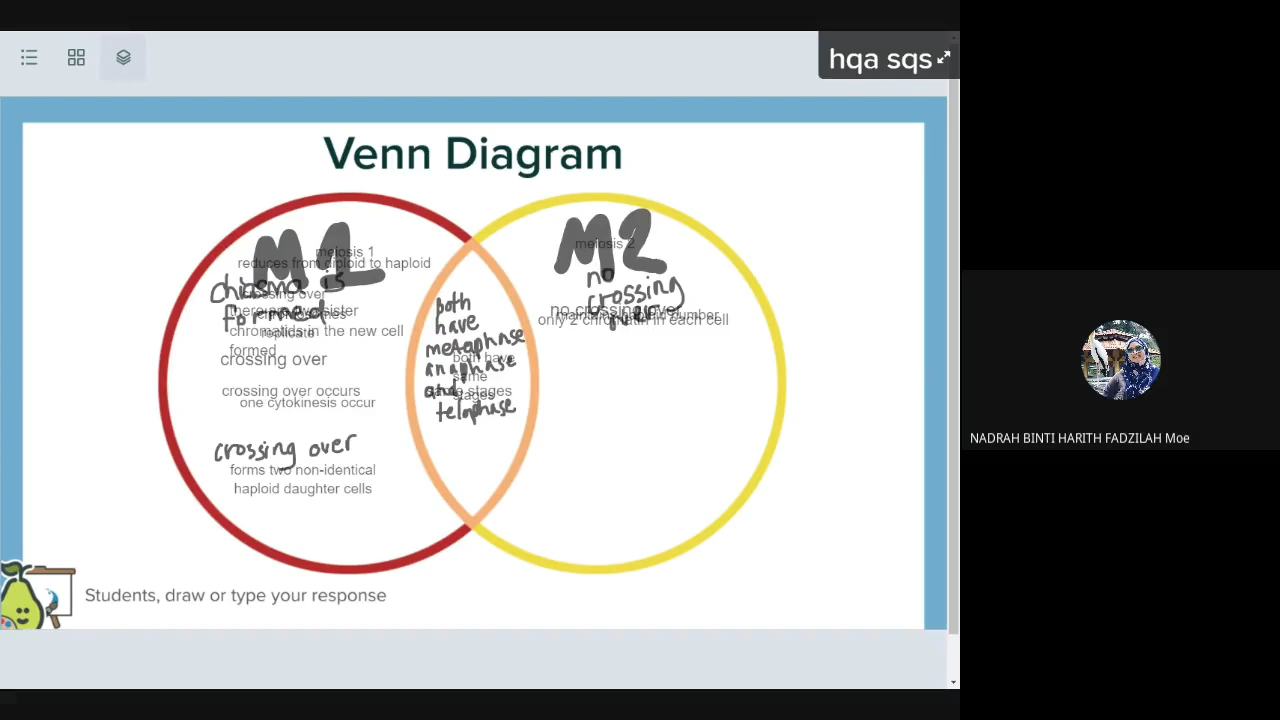 hqa sqs
Venn Diagram
M1
meiosis 1
reduces from diploid to haploid
chiasma is
formed
crossing over
there are two sister
chromatids in the new cell
replicate
formed
crossing over
crossing over occurs
one cytokinesis occur
crossing over
forms two non-identical
haploid daughter cells
both
have
metaphase
anaphase
and
telophase
both have
same
stages
same stages
M2
meiosis 2
no
crossing
over
no crossing over
number
only 2 chromatin in each cell
Students, draw or type your response
NADRAH BINTI HARITH FADZILAH Moe